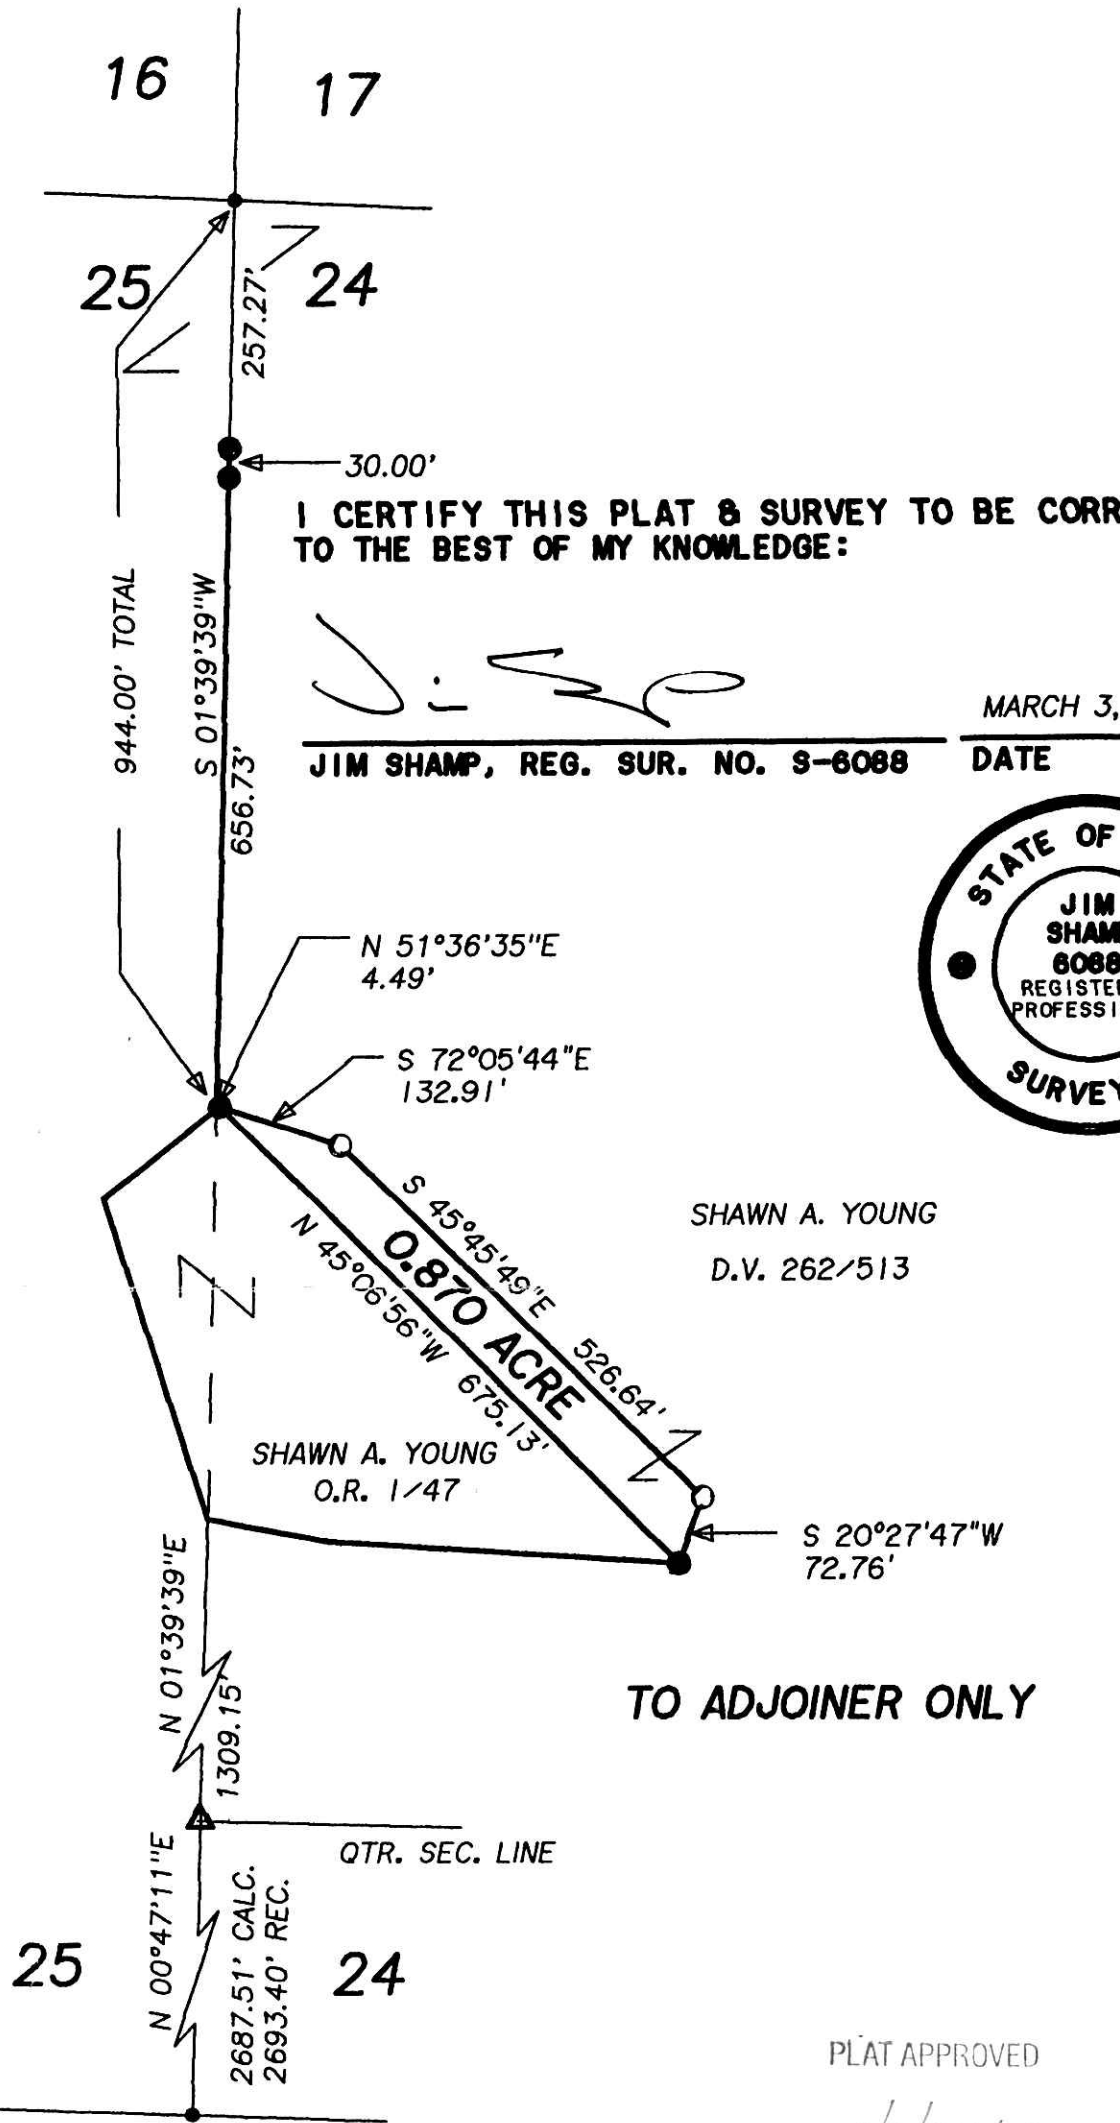 16
17
25
24
257.27'
30.00'
I CERTIFY THIS PLAT & SURVEY TO BE CORR
TO THE BEST OF MY KNOWLEDGE:
944.00' TOTAL
S 01°39'39"W
656.73'
MARCH 3,
JIM SHAMP, REG. SUR. NO. S-6088
DATE
STATE OF
JIM
SHAM
6088
REGISTE
PROFESSI
SURVEY
N 51°36'35"E
4.49'
S 72°05'44"E
132.91'
S 45°45'49"E 526.64'
0.870 ACRE
N 45°06'56"W 675.13'
SHAWN A. YOUNG
D.V. 262/513
SHAWN A. YOUNG
O.R. 1/47
S 20°27'47"W
72.76'
N 01°39'39"E
1309.15'
TO ADJOINER ONLY
QTR. SEC. LINE
N 00°47'11"E
2687.51' CALC.
2693.40' REC.
25
24
PLAT APPROVED